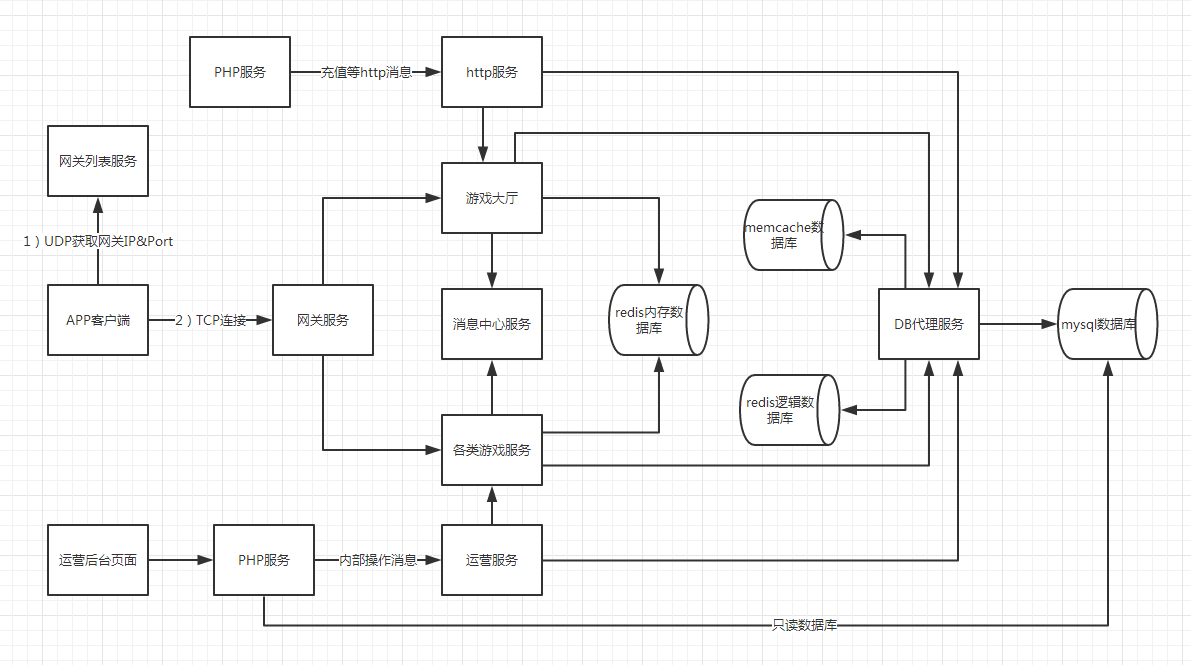 PHP服务
充值等http消息
http服务
网关列表服务
游戏大厅
1）UDP获取网关IP&Port
memcache数
据库
APP客户端
2）TCP连接
网关服务
消息中心服务
redis内存数
据库
DB代理服务
mysql数据库
redis逻辑数
据库
各类游戏服务
运营后台页面
PHP服务
内部操作消息
运营服务
只读数据库